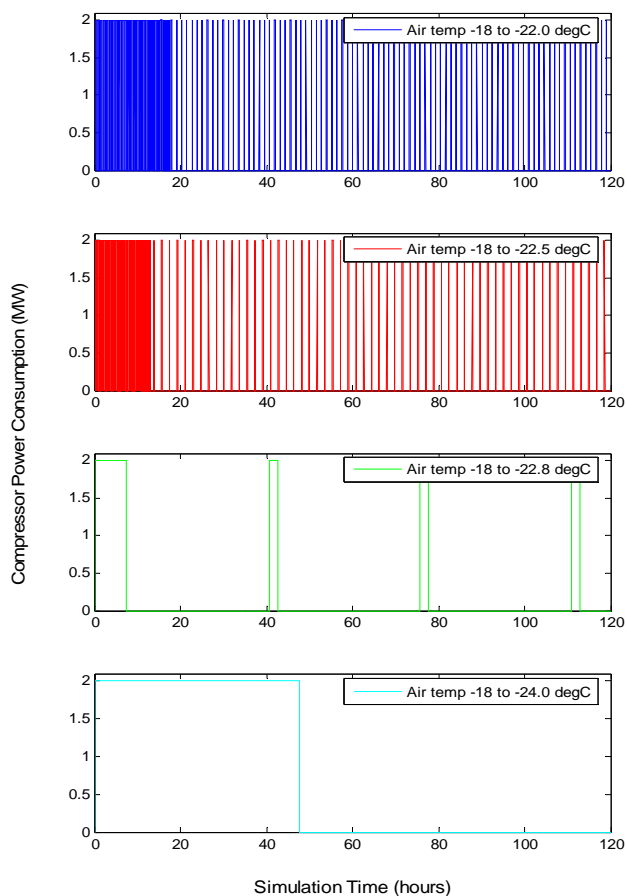 Compressor Power Consumption (MW)
Air temp -18 to -22.0 degC
2
1.5
1
0.5
0
0 20 40 60 80 100 120
Air temp -18 to -22.5 degC
2
1.5
1
0.5
0
0 20 40 60 80 100 120
Air temp -18 to -22.8 degC
2
1.5
1
0.5
0
0 20 40 60 80 100 120
Air temp -18 to -24.0 degC
2
1.5
1
0.5
0
0 20 40 60 80 100 120
Simulation Time (hours)